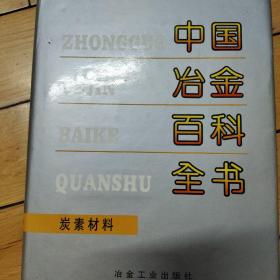 ZHONGGUO
中国
YEJIN
冶金
BAIKE
百科
QUANSHU
全书
炭素材料
冶金工业出版社